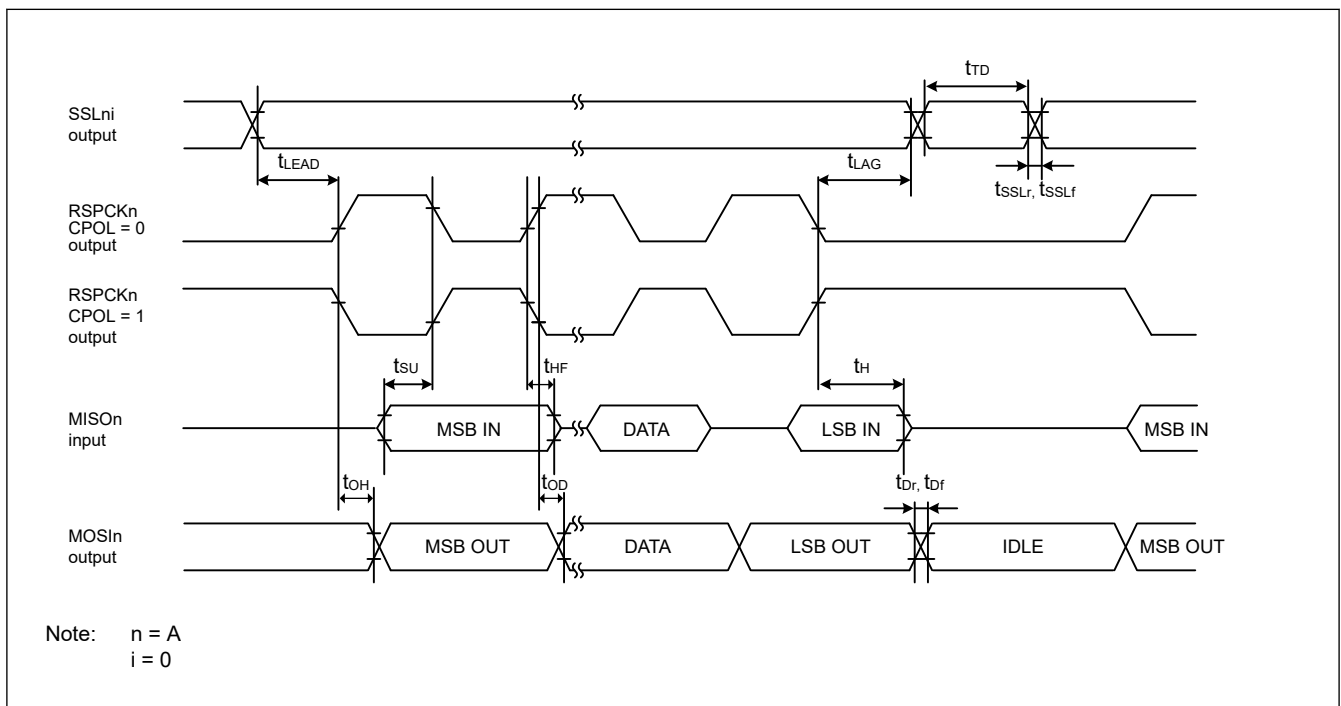 tTD
SSLni
output
tLEAD
tLAG
tSSLr, tSSLf
RSPCKn
CPOL = 0
output
RSPCKn
CPOL = 1
output
tSU
tHF
tH
MISOn
input
MSB IN
DATA
LSB IN
MSB IN
tOH
tOD
tDr, tDf
MOSIn
output
MSB OUT
DATA
LSB OUT
IDLE
MSB OUT
Note: n = A
i = 0